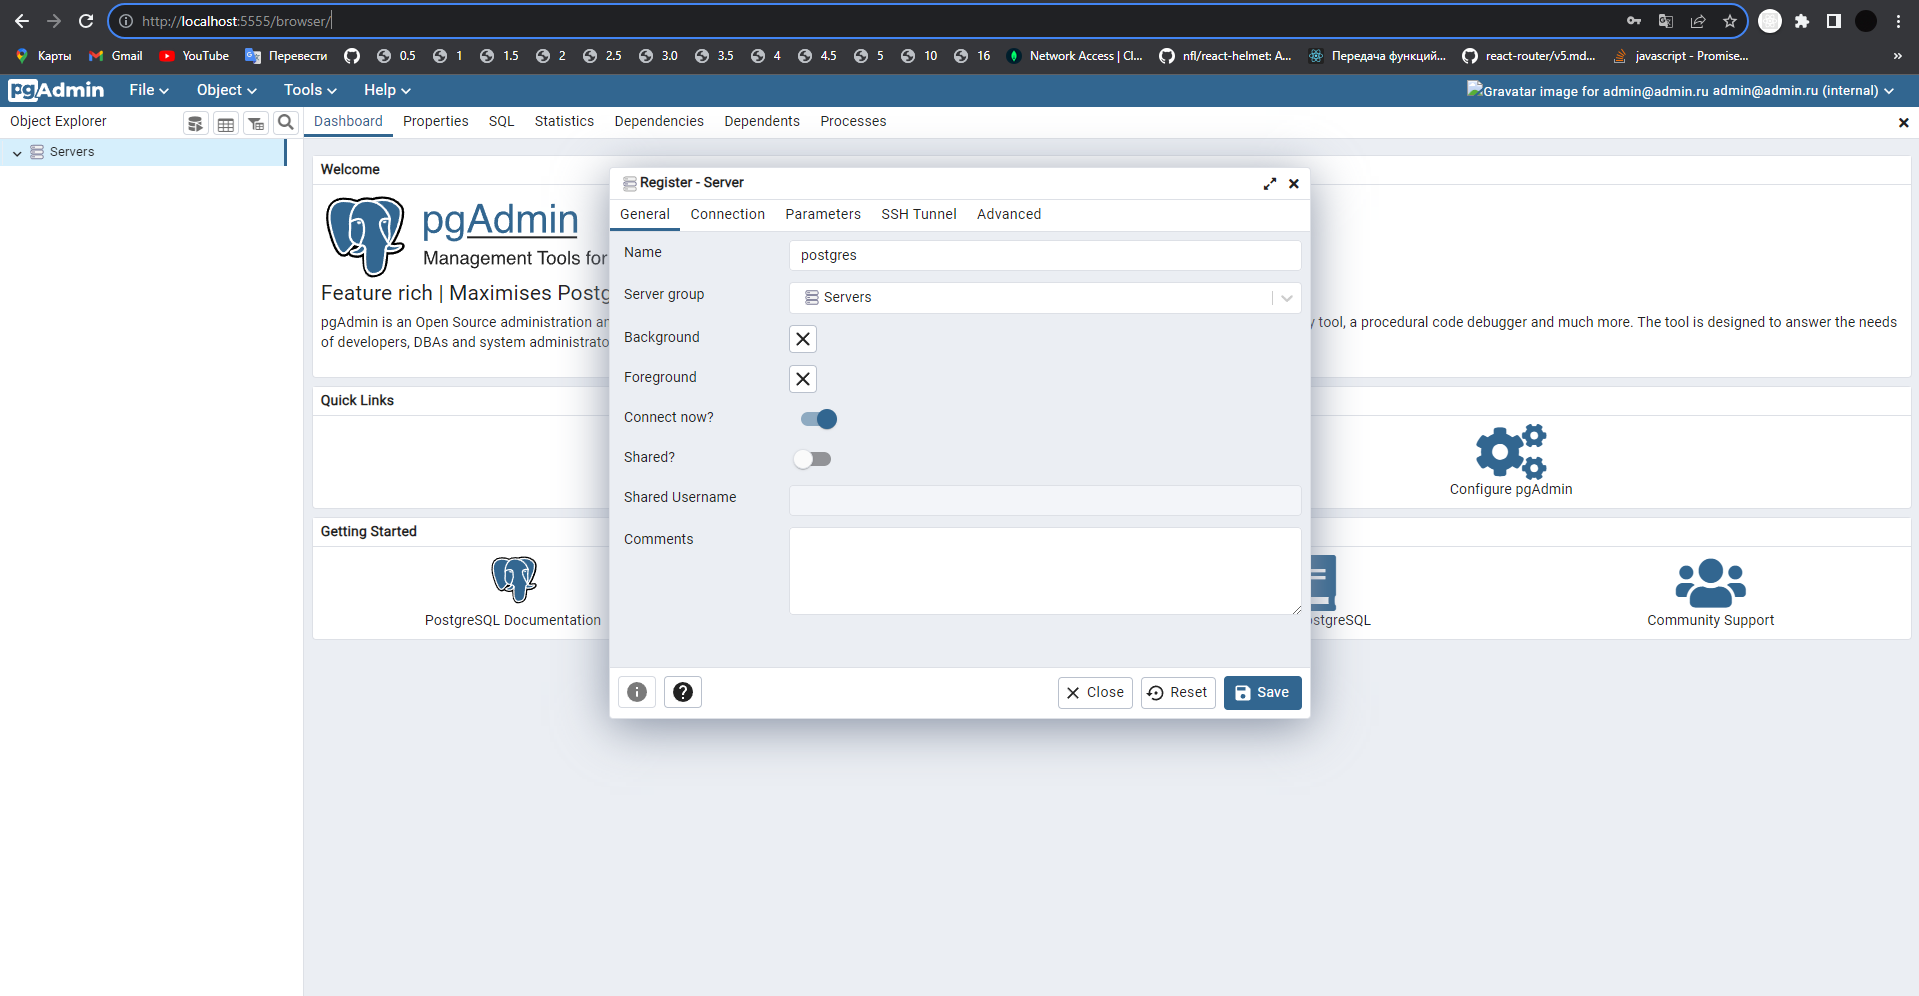 http://localhost:5555/browser/
Карты Gmail YouTube Перевести 0.5 1 1.5 2 2.5 3.0 3.5 4 4.5 5 10 16 Network Access | Cl... nfl/react-helmet: A... Передача функций... react-router/v5.md... javascript - Promise... »
pgAdmin File Object Tools Help Gravatar image for admin@admin.ru admin@admin.ru (internal)
Object Explorer Dashboard Properties SQL Statistics Dependencies Dependents Processes
Servers
Welcome
pgAdmin
Management Tools for
Feature rich | Maximises Postg
pgAdmin is an Open Source administration an
y tool, a procedural code debugger and much more. The tool is designed to answer the needs
of developers, DBAs and system administrato
Quick Links
Configure pgAdmin
Getting Started
PostgreSQL Documentation
ostgreSQL
Community Support
Register - Server
General Connection Parameters SSH Tunnel Advanced
Name postgres
Server group Servers
Background
Foreground
Connect now?
Shared?
Shared Username
Comments
Close Reset Save